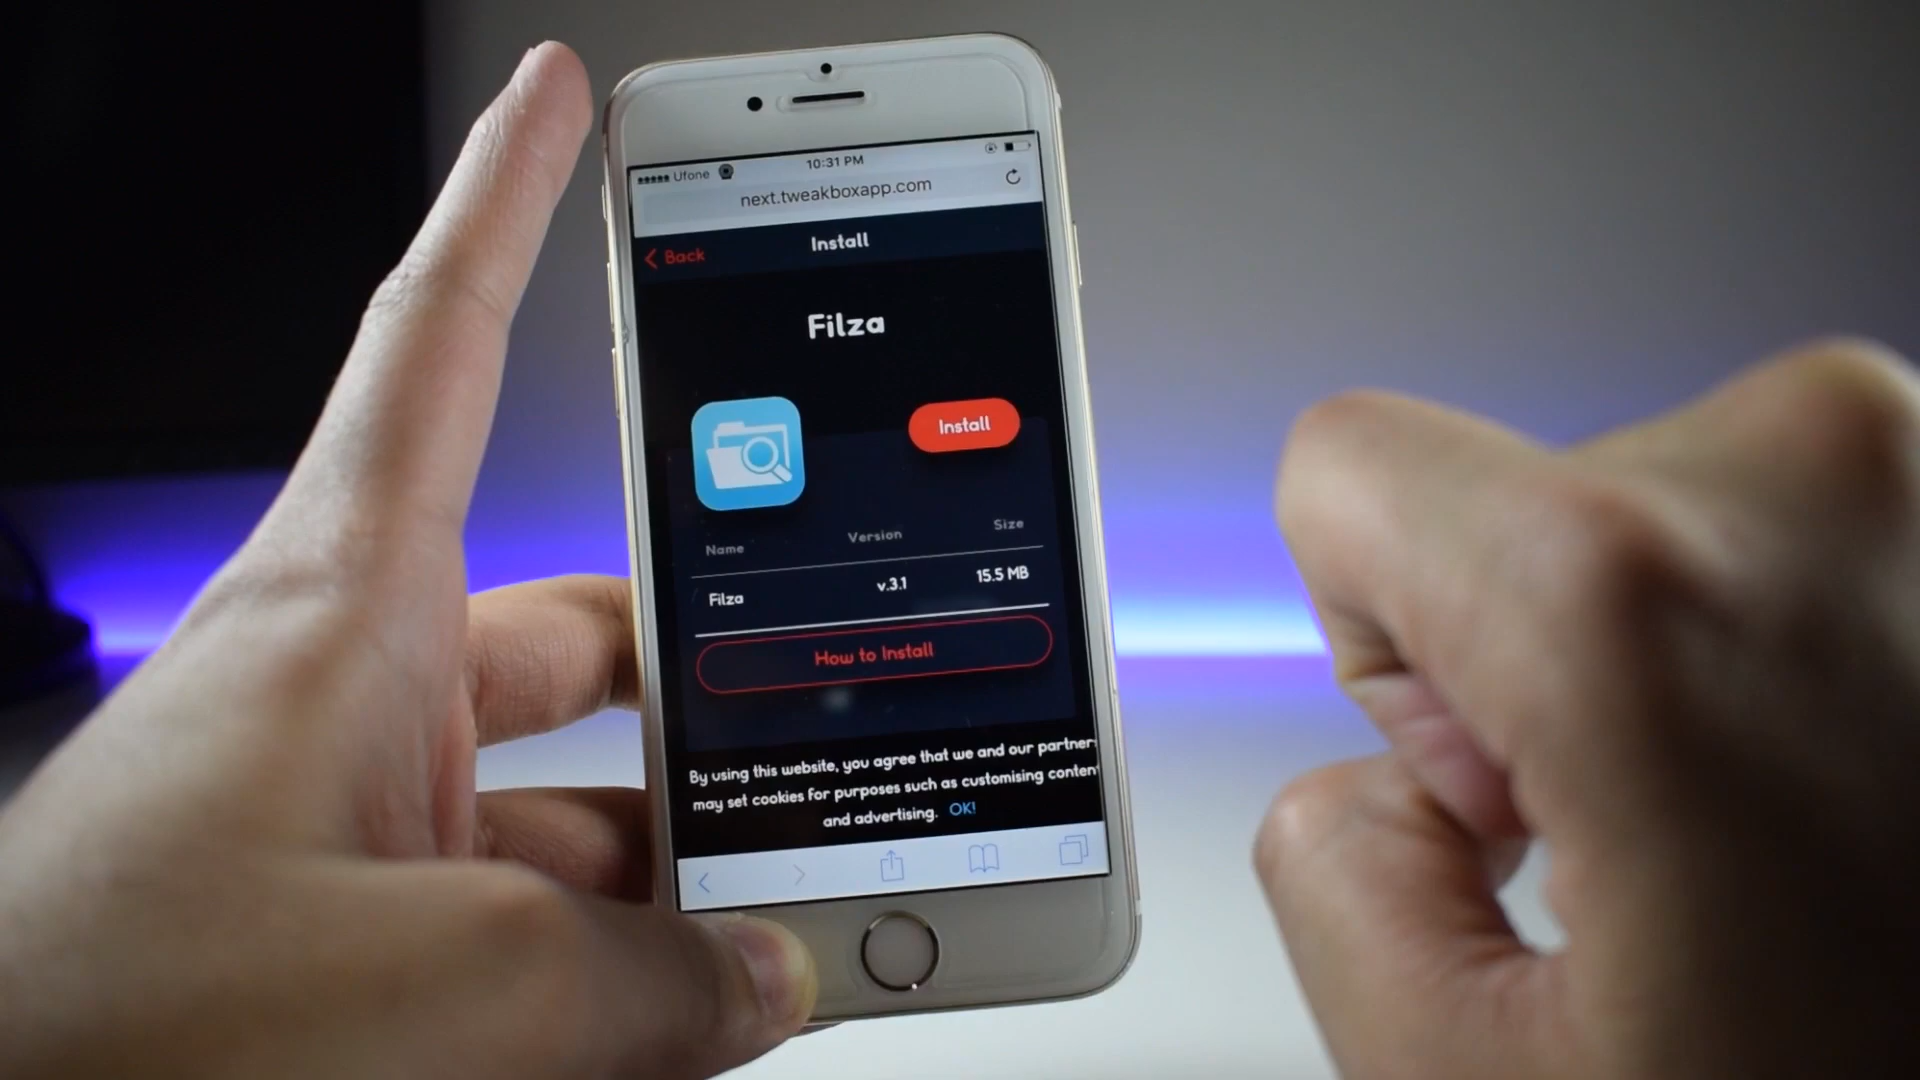 Ufone 10:31 PM
next.tweakboxapp.com
Back Install
Filza
Install
Name Version Size
Filza v.3.1 15.5 MB
How to Install
By using this website, you agree that we and our partner
may set cookies for purposes such as customising conten
and advertising. OK!